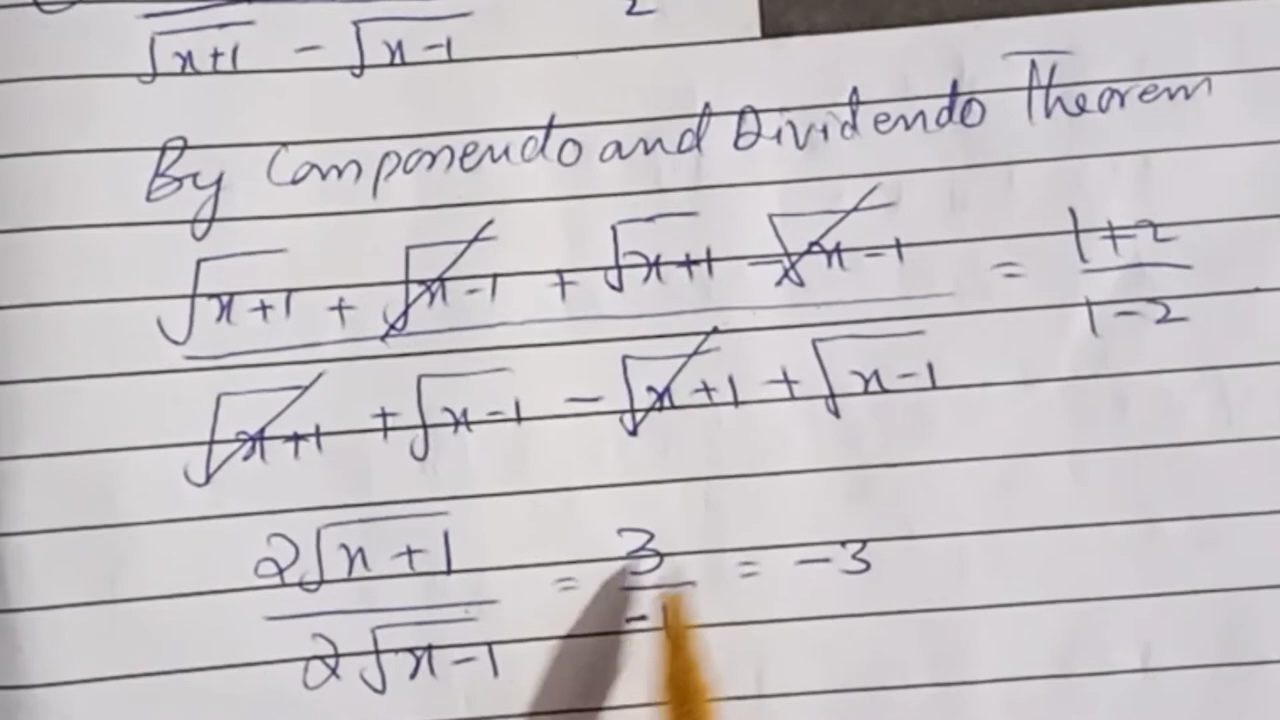 √x+1 - √x-1 2
By Componendo and Dividendo Theorem
√x+1 + √x-1 + √x+1 - √x-1 = 1+2
1-2
√x+1 + √x-1 - √x+1 + √x-1
2√x+1 = 3 = -3
2√x-1 -1